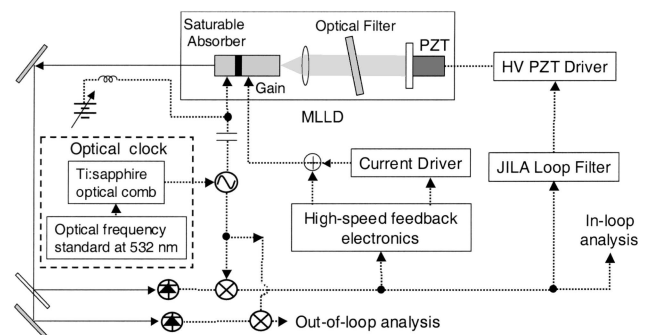 Saturable
Absorber
Optical Filter
PZT
Gain
MLLD
HV PZT Driver
Optical clock
Ti:sapphire
optical comb
Optical frequency
standard at 532 nm
Current Driver
JILA Loop Filter
High-speed feedback
electronics
In-loop
analysis
Out-of-loop analysis